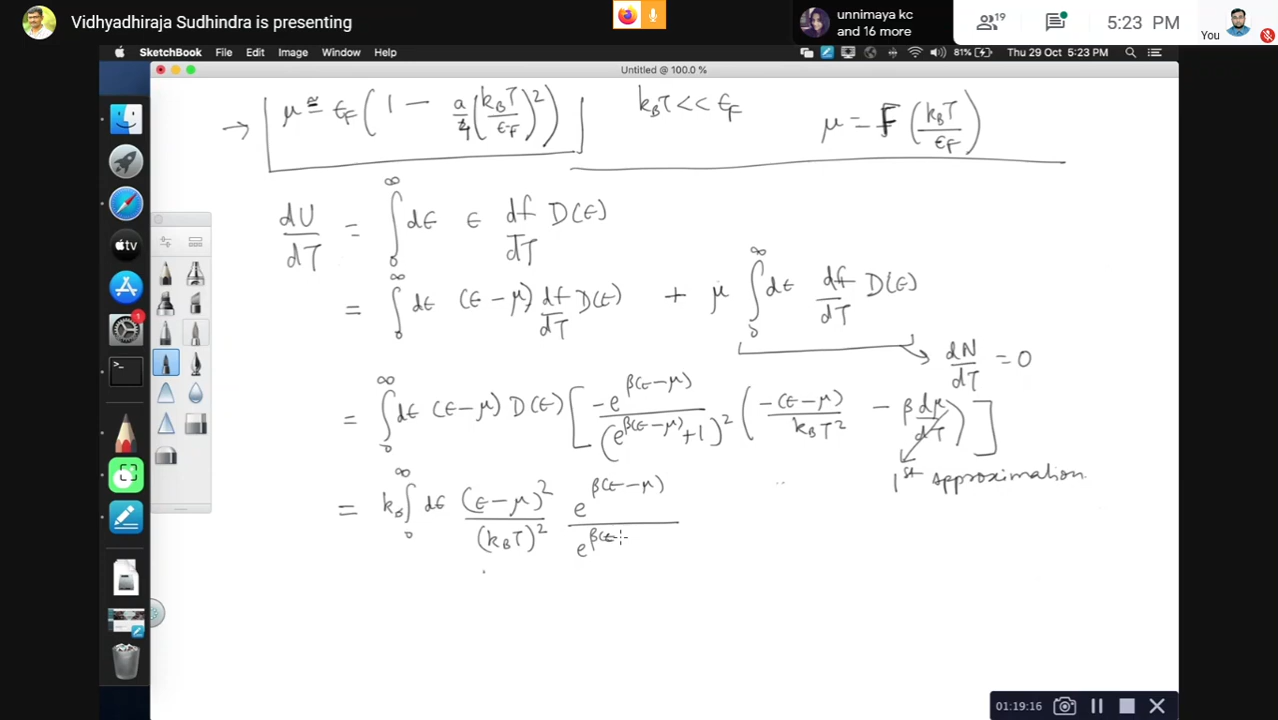 Vidhyadhiraja Sudhindra is presenting
unnimaya kc
and 16 more
19
5:23 PM
You
SketchBook File Edit Image Window Help
81% Thu 29 Oct 5:23 PM
Untitled @ 100.0 %
→ μ ≅ ϵ_F (1 − a/4 (k_BT/ϵ_F)²) k_BT << ϵ_F μ = F (k_BT/ϵ_F)
dU/dT = ∫₀^∞ dϵ ϵ df/dT D(ϵ)
= ∫₀^∞ dϵ (ϵ−μ) df/dT D(ϵ) + μ ∫₀^∞ dϵ df/dT D(ϵ)
→ dN/dT = 0
= ∫₀^∞ dϵ (ϵ−μ) D(ϵ) [ −e^{β(ϵ−μ)} / (e^{β(ϵ−μ)}+1)² ( −(ϵ−μ)/k_BT² − β dμ/dT ) ]
1st approximation
= k_B ∫₀^∞ dϵ (ϵ−μ)²/(k_BT)² e^{β(ϵ−μ)} / e^{β(ϵ-
tv
1
01:19:16